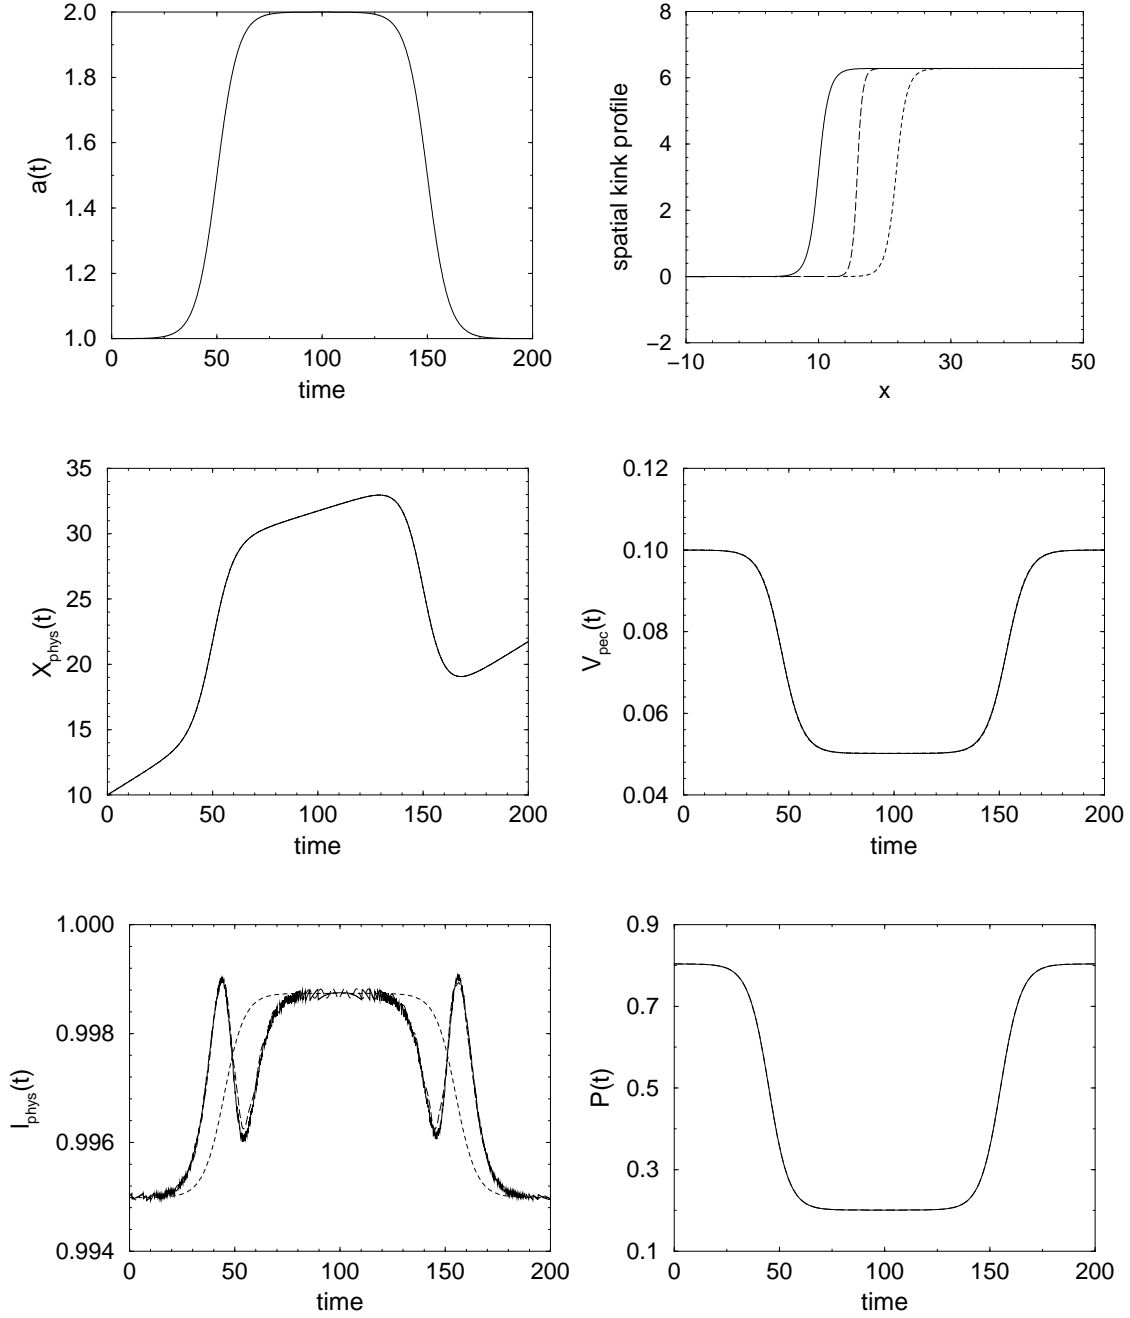 2.0
1.8
1.6
1.4
1.2
1.0
a(t)
0 50 100 150 200
time
8
6
4
2
0
−2
spatial kink profile
−10 10 30 50
x
35
30
25
20
15
10
X_phys(t)
0 50 100 150 200
time
0.12
0.10
0.08
0.06
0.04
V_pec(t)
0 50 100 150 200
time
1.000
0.998
0.996
0.994
l_phys(t)
0 50 100 150 200
time
0.9
0.7
0.5
0.3
0.1
P(t)
0 50 100 150 200
time